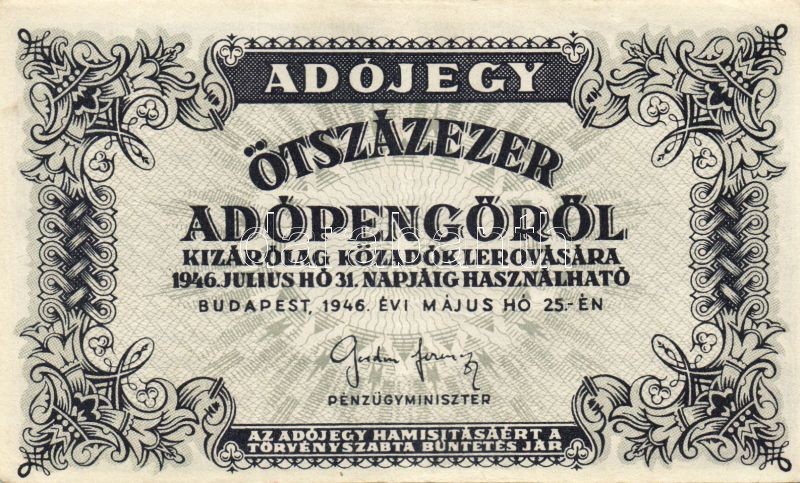 ADÓJEGY
ÖTSZÁZEZER
ADÓPENGŐRŐL
KIZÁRÓLAG KÖZADÓK LEROVÁSÁRA
1946. JULIUS HÓ 31. NAPJÁIG HASZNÁLHATÓ
BUDAPEST, 1946. ÉVI MÁJUS HÓ 25.-ÉN
PÉNZÜGYMINISZTER
AZ ADÓJEGY HAMISITÁSÁÉRT A
TÖRVÉNYSZABTA BÜNTETÉS JÁR